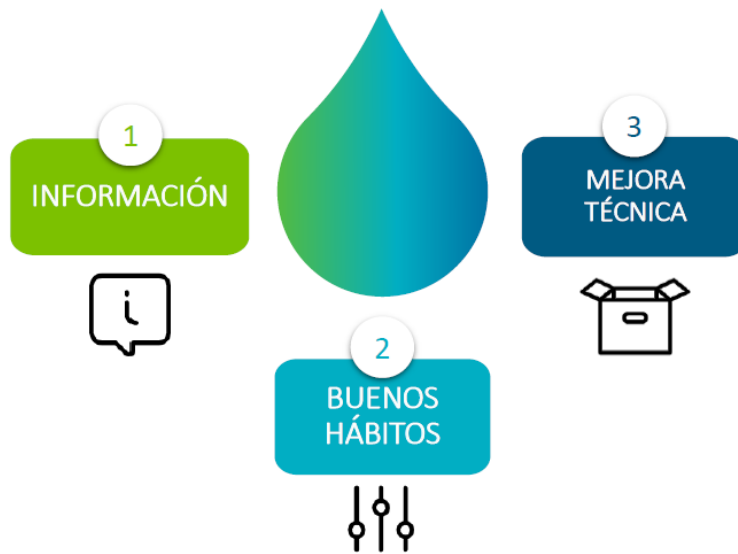 1
INFORMACIÓN
2
BUENOS
HÁBITOS
3
MEJORA
TÉCNICA
i